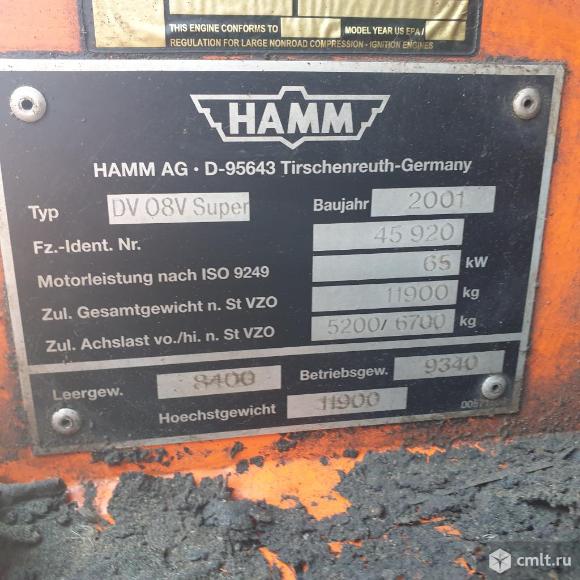 THIS ENGINE CONFORMS TO MODEL YEAR US EPA/
REGULATION FOR LARGE NONROAD COMPRESSION - IGNITION ENGINES
HAMM
HAMM AG • D-95643 Tirschenreuth-Germany
Typ DV 08V Super Baujahr 2001
Fz.-Ident. Nr. 45 920
Motorleistung nach ISO 9249 65 kW
Zul. Gesamtgewicht n. St VZO 11900 kg
Zul. Achslast vo./hi. n. St VZO 5200/ 6700 kg
Leergew. 8400 Betriebsgew. 9340
Hoechstgewicht 11900
cmlt.ru